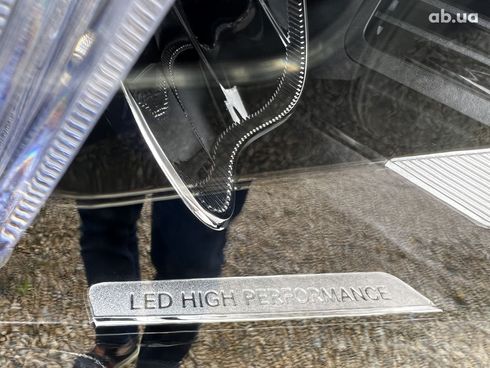 ab.ua
LED HIGH PERFORMANCE